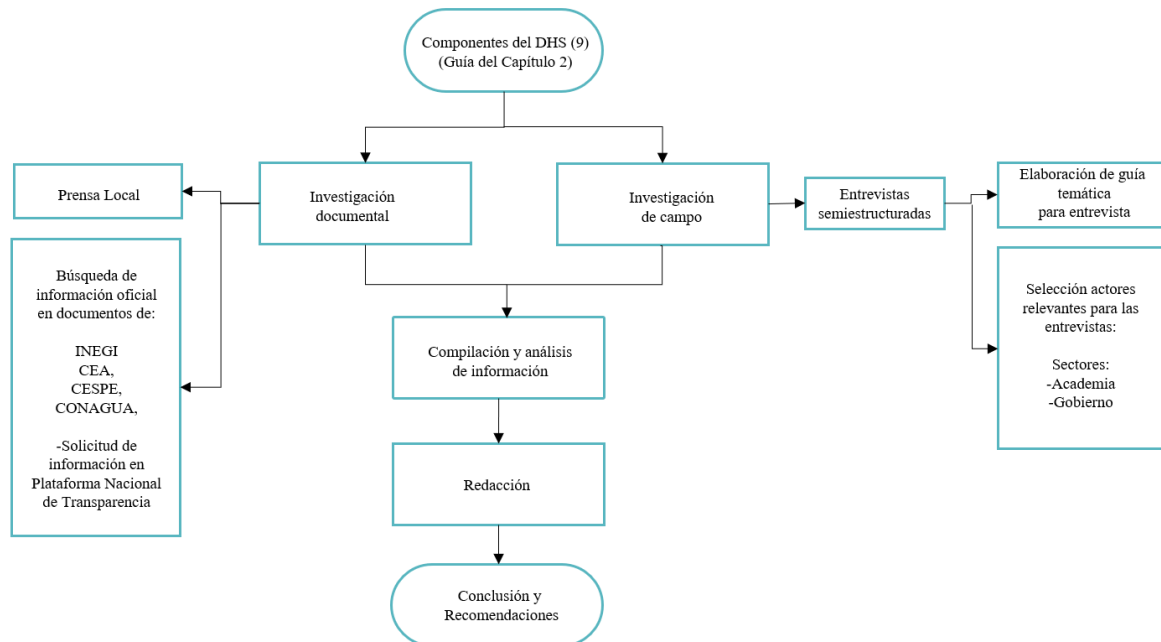 Componentes del DHS (9)
(Guía del Capítulo 2)
Prensa Local
Investigación
documental
Investigación
de campo
Entrevistas
semiestructuradas
Elaboración de guía
temática
para entrevista
Búsqueda de
información oficial
en documentos de:
INEGI
CEA,
CESPE,
CONAGUA,
-Solicitud de
información en
Plataforma Nacional
de Transparencia
Selección actores
relevantes para las
entrevistas:
Sectores:
-Academia
-Gobierno
Compilación y análisis
de información
Redacción
Conclusión y
Recomendaciones